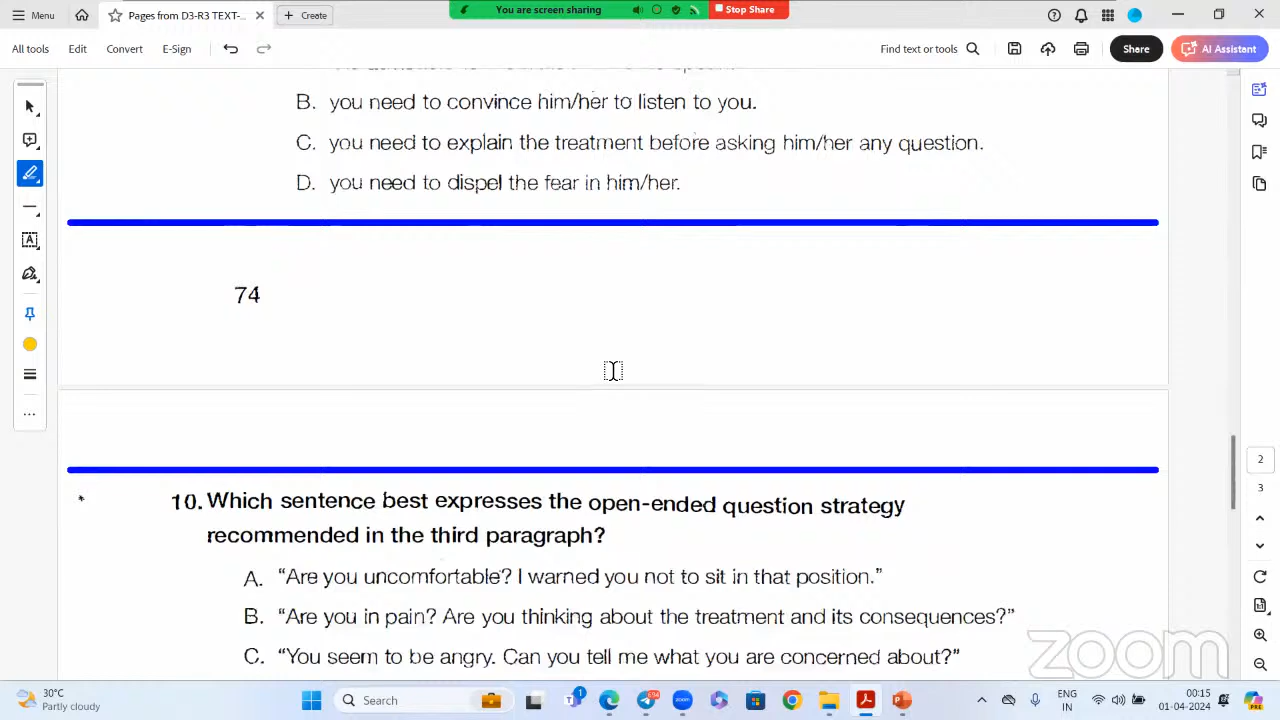 Pages from D3-R3 TEXT-...
Create
You are screen sharing
Stop Share
All tools
Edit
Convert
E-Sign
Find text or tools
Share
AI Assistant
B. you need to convince him/her to listen to you.
C. you need to explain the treatment before asking him/her any question.
D. you need to dispel the fear in him/her.
74
10. Which sentence best expresses the open-ended question strategy
recommended in the third paragraph?
A. “Are you uncomfortable? I warned you not to sit in that position.”
B. “Are you in pain? Are you thinking about the treatment and its consequences?”
C. “You seem to be angry. Can you tell me what you are concerned about?”
2
3
zoom
30°C
Partly cloudy
Search
1
ENG
IN
00:15
01-04-2024